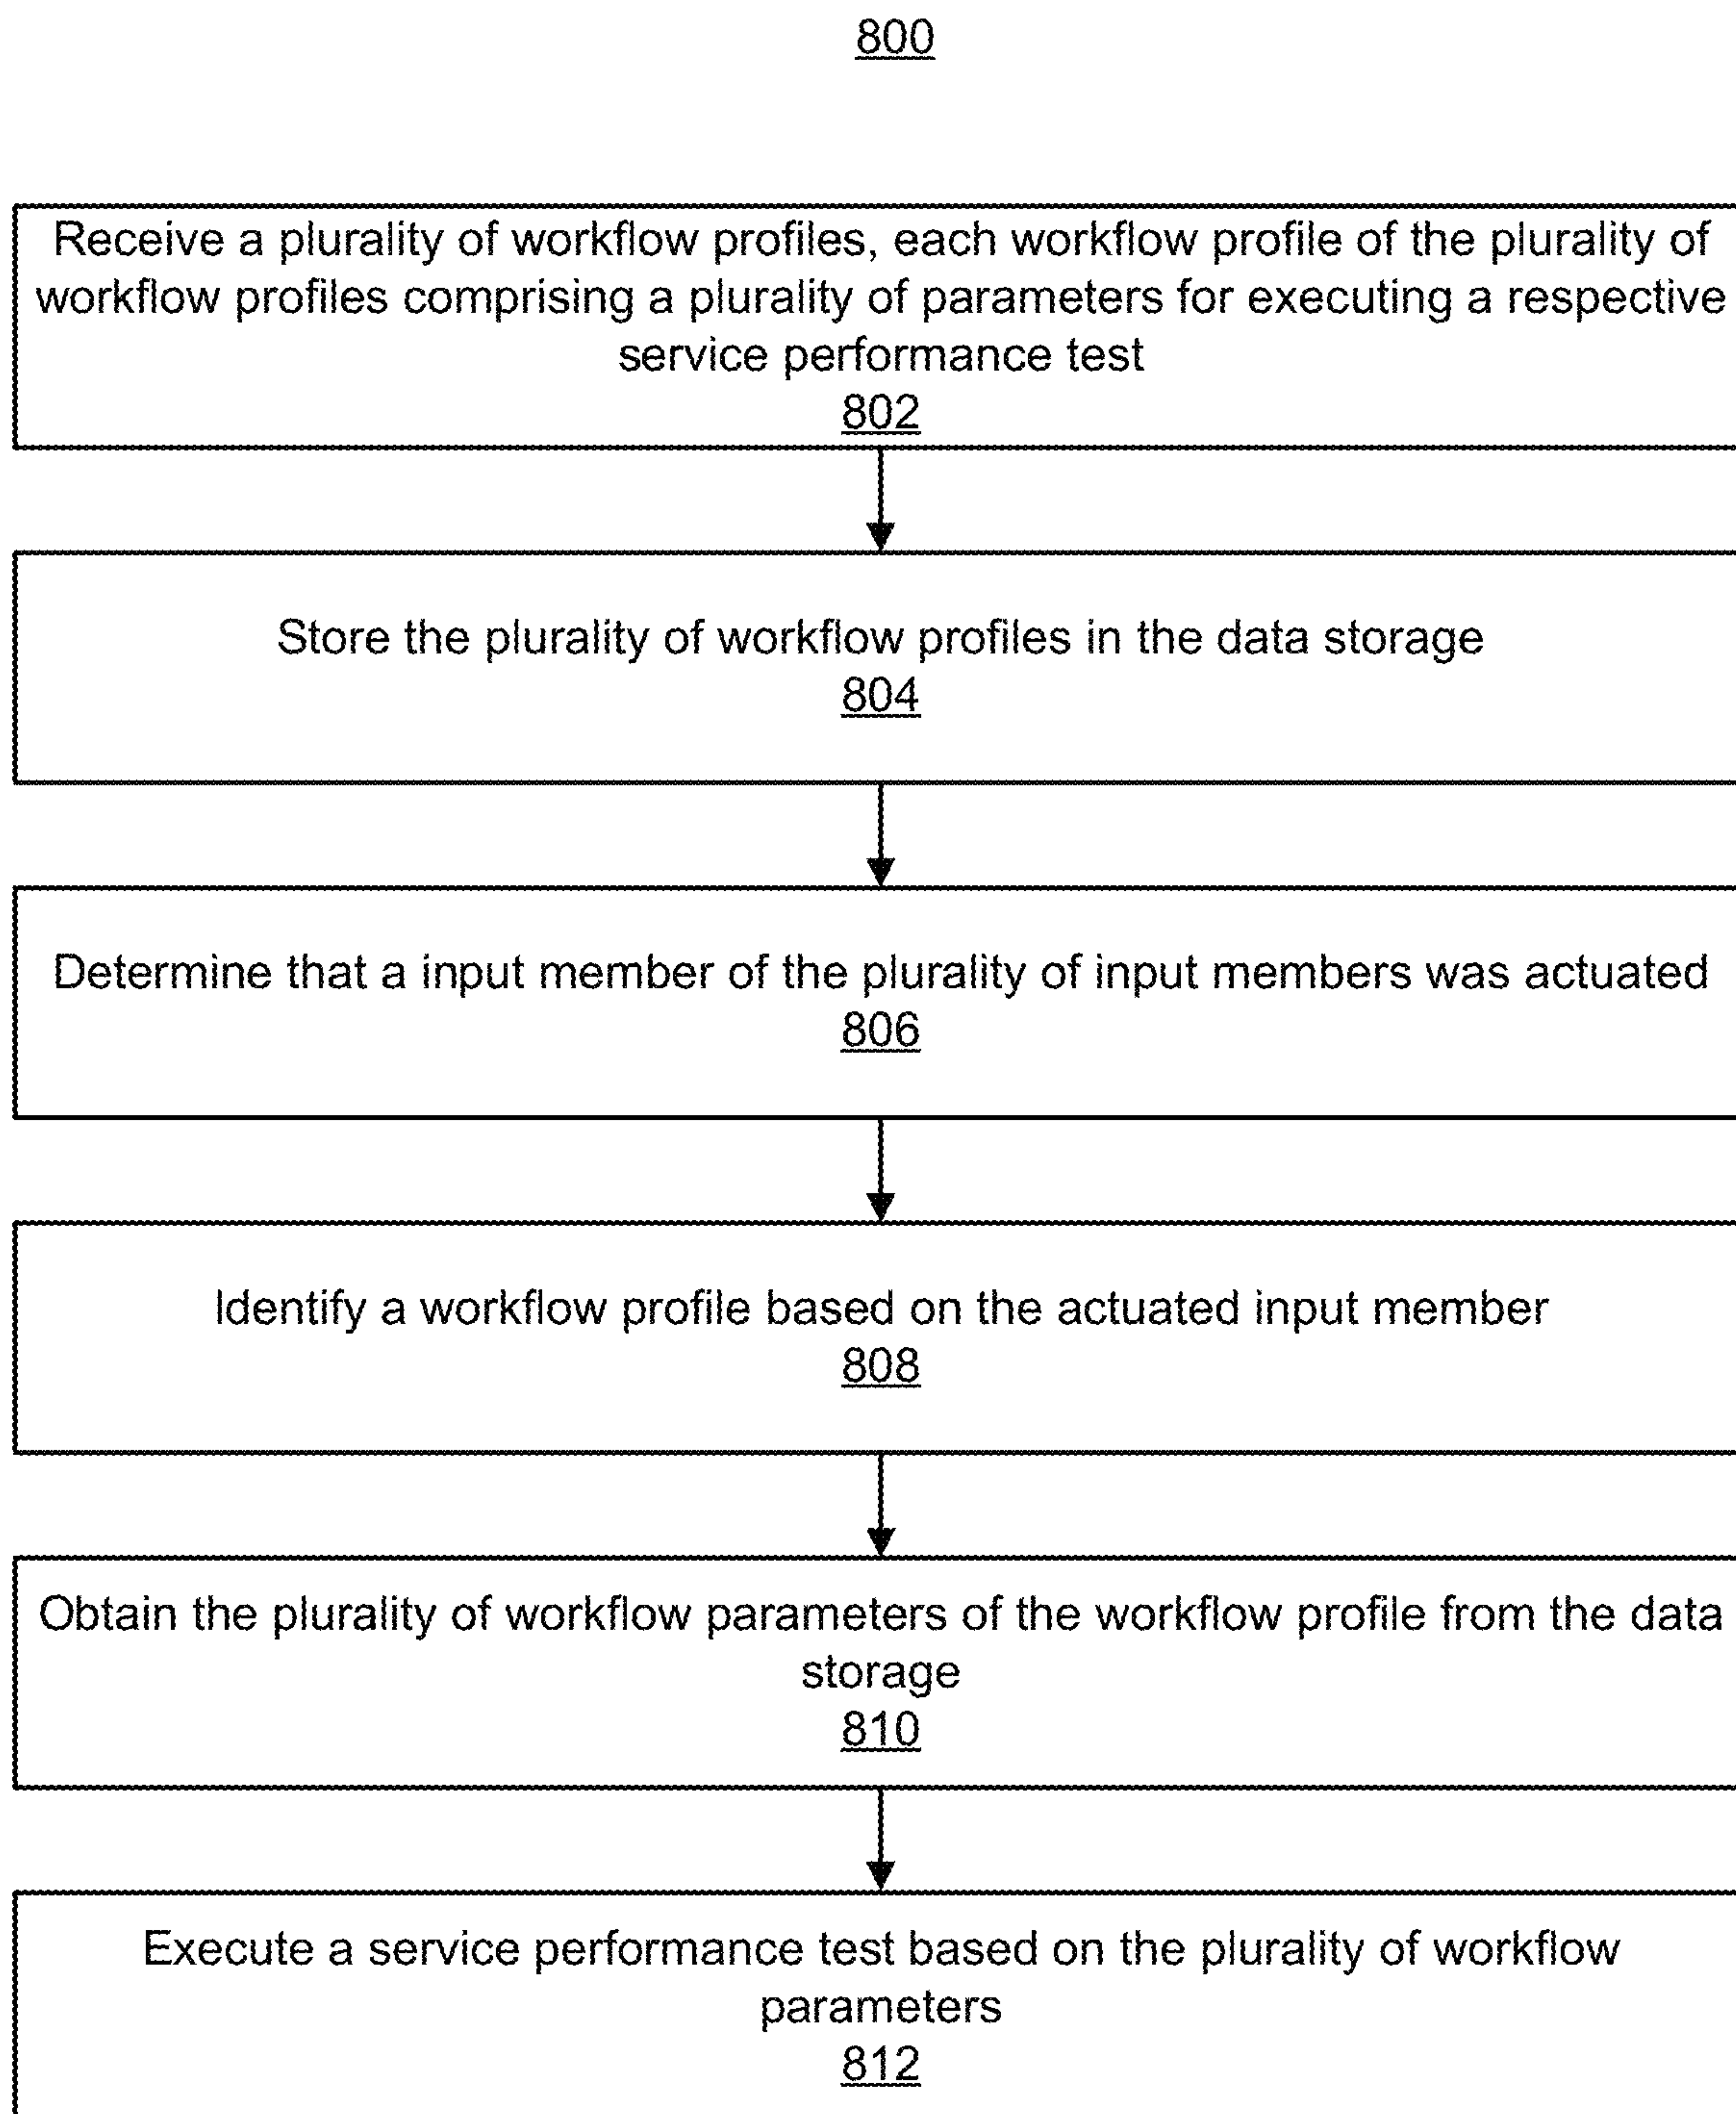 800
Receive a plurality of workflow profiles, each workflow profile of the plurality of
workflow profiles comprising a plurality of parameters for executing a respective
service performance test
802
Store the plurality of workflow profiles in the data storage
804
Determine that a input member of the plurality of input members was actuated
806
Identify a workflow profile based on the actuated input member
808
Obtain the plurality of workflow parameters of the workflow profile from the data
storage
810
Execute a service performance test based on the plurality of workflow
parameters
812